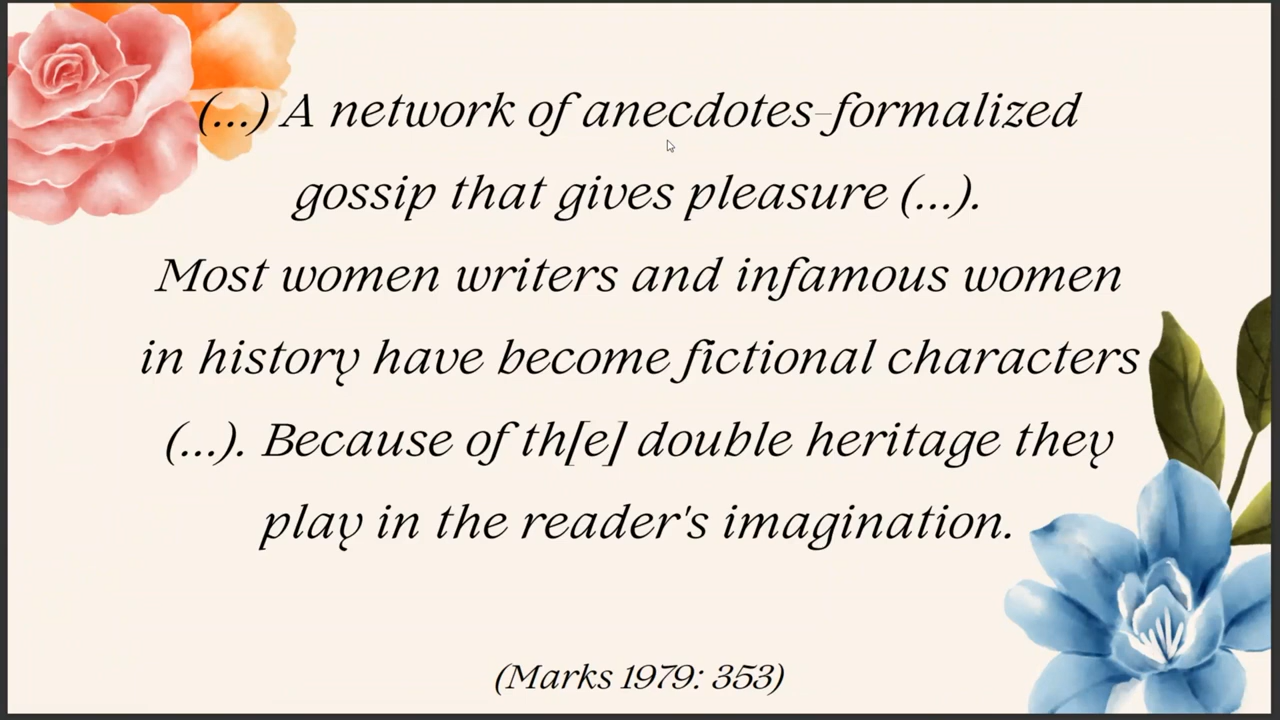 (...) A network of anecdotes-formalized
gossip that gives pleasure (...).
Most women writers and infamous women
in history have become fictional characters
(...). Because of th[e] double heritage they
play in the reader's imagination.
(Marks 1979: 353)